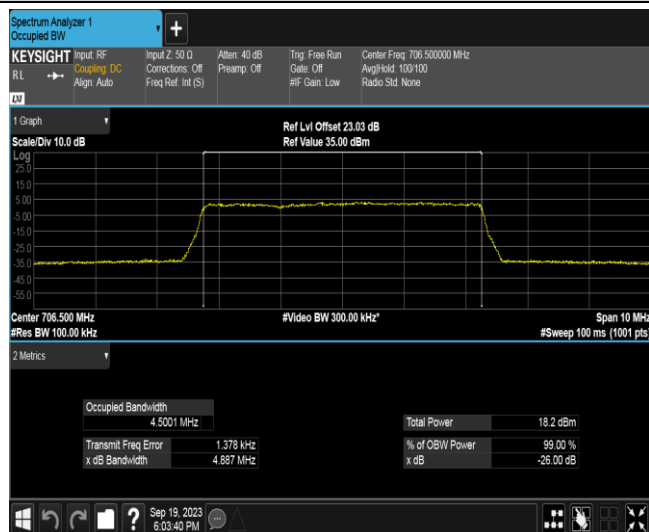 Spectrum Analyzer 1
Occupied BW
+
KEYSIGHT Input: RF Input Z: 50 Ω Atten: 40 dB Trig: Free Run Center Freq: 706.500000 MHz
RL Coupling: DC Corrections: Off Preamp: Off Gate: Off Avg|Hold: 100/100
Align: Auto Freq Ref: Int (S) #IF Gain: Low Radio Std: None
LXI
1 Graph
Ref Lvl Offset 23.03 dB
Scale/Div 10.0 dB Ref Value 35.00 dBm
Log
25.0
15.0
5.00
-5.00
-15.0
-25.0
-35.0
-45.0
-55.0
Center 706.500 MHz #Video BW 300.00 kHz* Span 10 MHz
#Res BW 100.00 kHz #Sweep 100 ms (1001 pts)
2 Metrics
Occupied Bandwidth
4.5001 MHz Total Power 18.2 dBm
Transmit Freq Error 1.378 kHz % of OBW Power 99.00 %
x dB Bandwidth 4.887 MHz x dB -26.00 dB
? Sep 19, 2023
6:03:40 PM